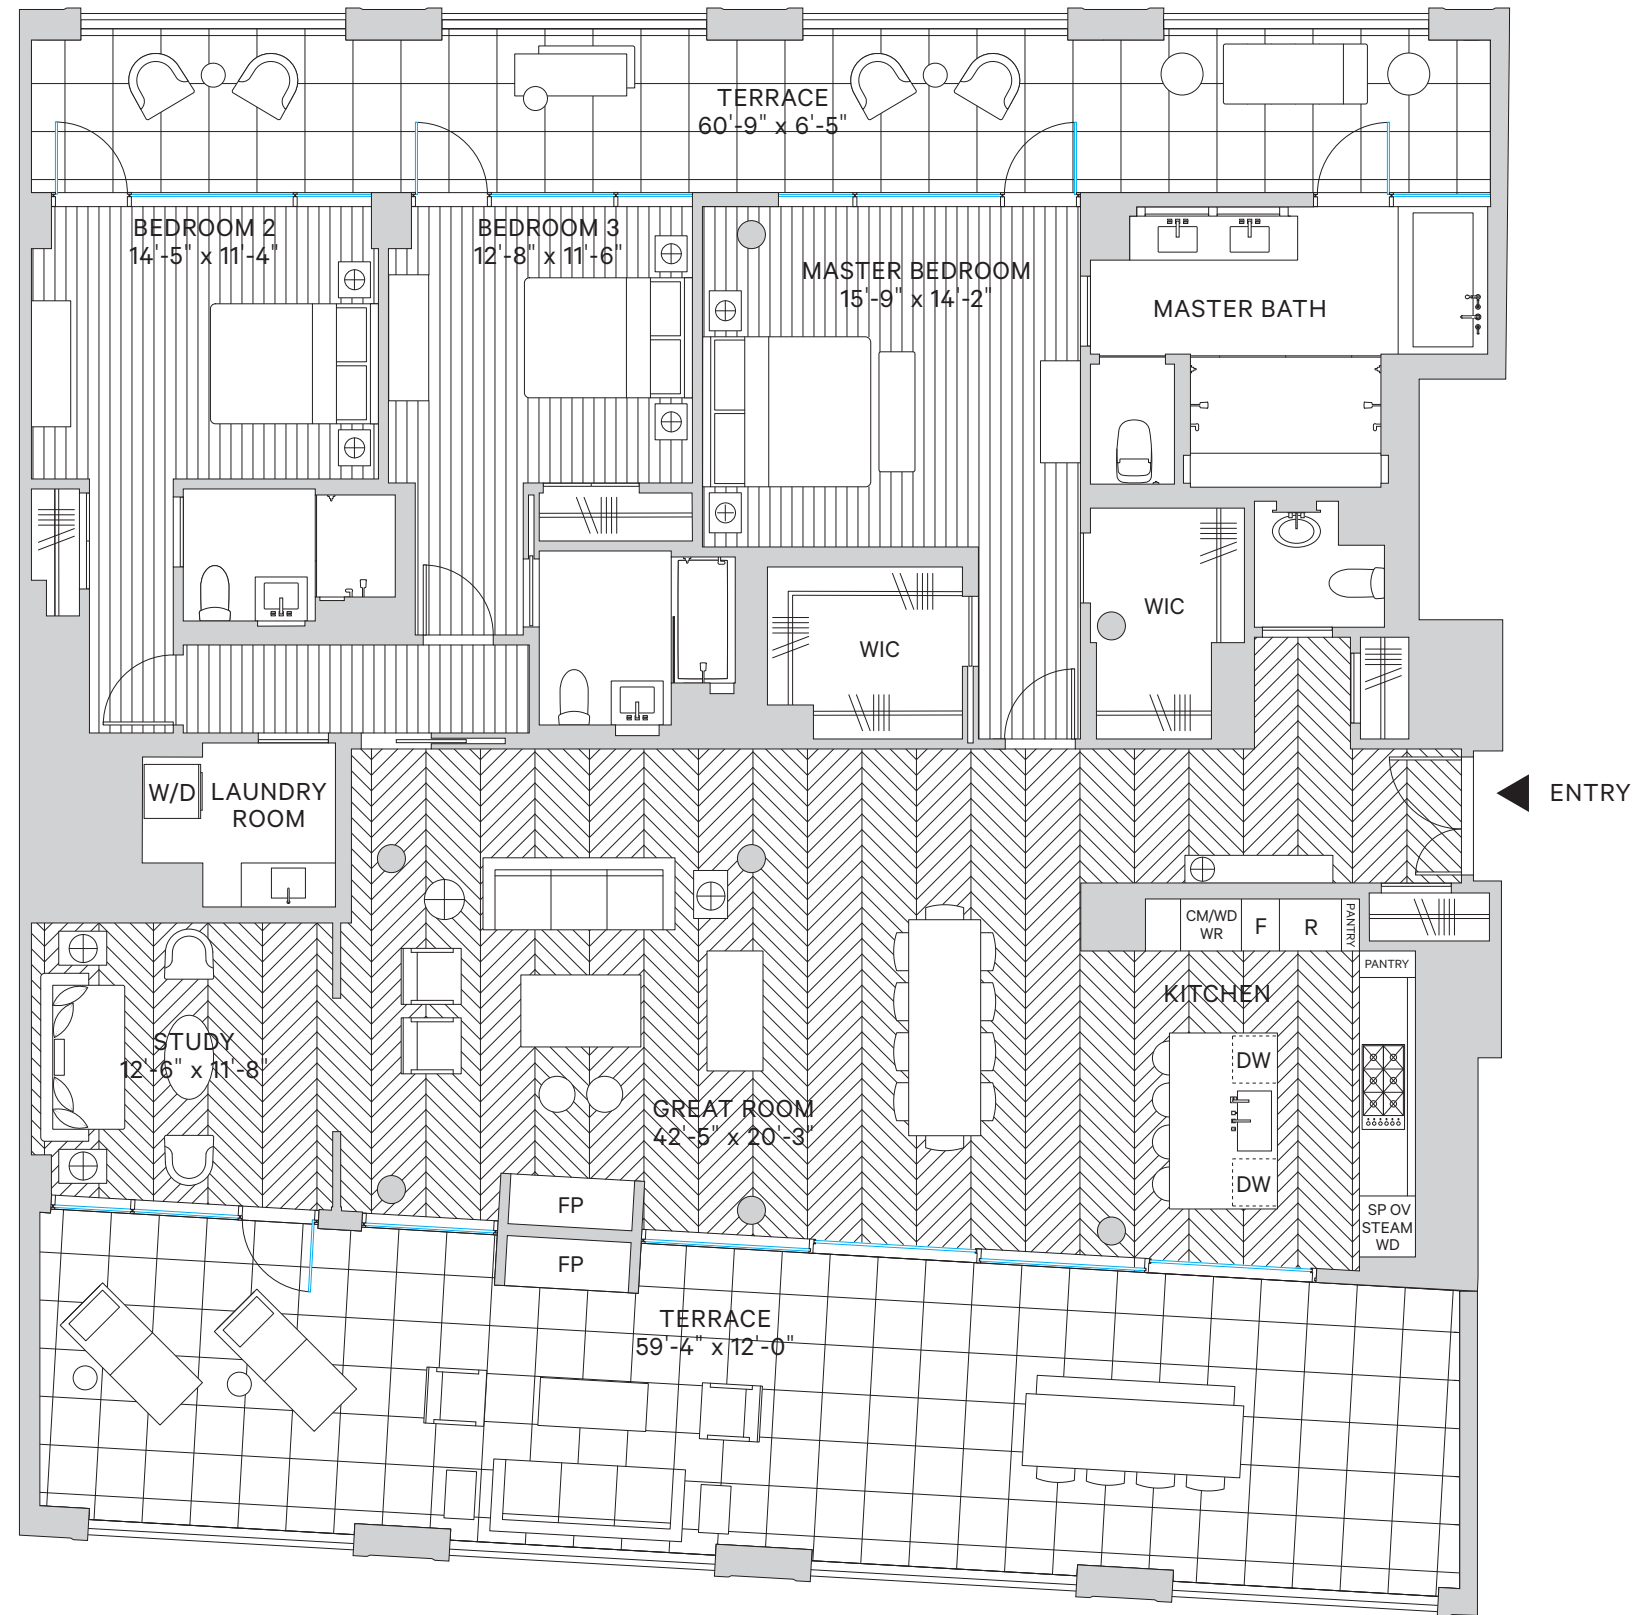 TERRACE
60'-9" x 6'-5"
BEDROOM 2
14'-5" x 11'-4"
BEDROOM 3
12'-8" x 11'-6"
MASTER BEDROOM
15'-9" x 14'-2"
MASTER BATH
WIC
WIC
W/D
LAUNDRY
ROOM
ENTRY
CM/WD
WR
F
R
PANTRY
PANTRY
KITCHEN
STUDY
12'-6" x 11'-8"
DW
GREAT ROOM
42'-5" x 20'-3"
DW
FP
SP OV
STEAM
WD
FP
TERRACE
59'-4" x 12'-0"